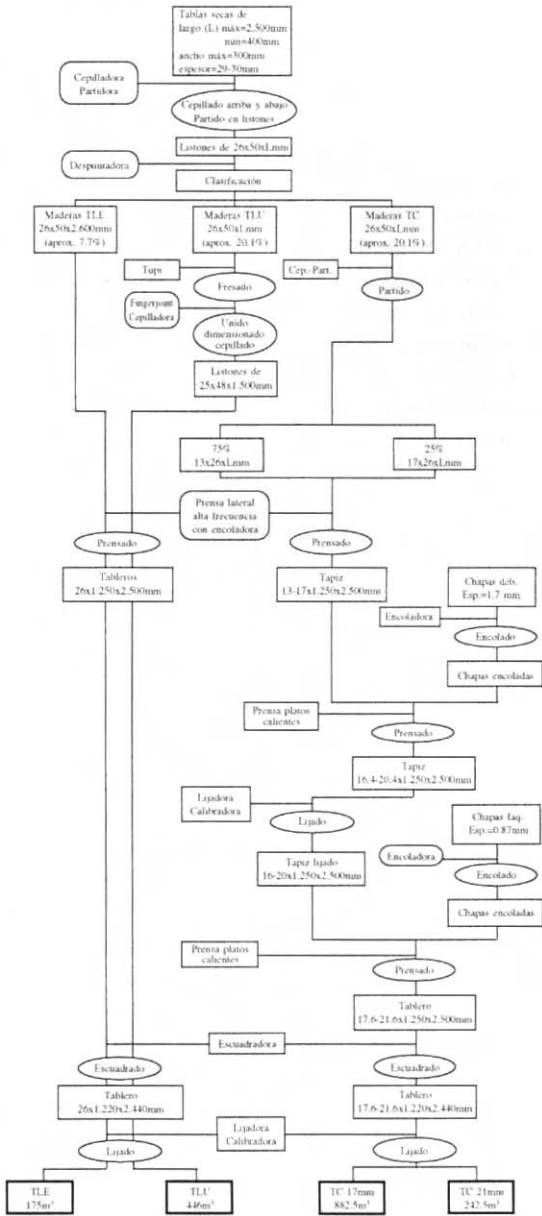 Tablas secas de
largo (L) máx=2,500mm
min=400mm
ancho máx=300mm
espesor=29-30mm
Cepilladora
Partidora
Cepillado arriba y abajo
Partido en listones
Listones de 26x50xLmm
Despuntadora
Clasificación
Maderas TLE
26x50x2.600mm
(aprox. 7.7%)
Maderas TLU
26x50xLmm
(aprox. 20.1%)
Maderas TC
26x50xLmm
(aprox. 20.1%)
Tupi
Cep.-Part.
Fresado
Partido
Fingerjoint
Cepilladora
Unido
dimensionado
cepillado
Listones de
25x48x1.500mm
75%
13x26xLmm
25%
17x26xLmm
Prensa lateral
alta frecuencia
con encoladora
Prensado
Prensado
Tableros
26x1.250x2.500mm
Tapiz
13-17x1.250x2.500mm
Chapas deb.
Esp.=1.7 mm
Encoladora
Encolado
Chapas encoladas
Prensa platos
calientes
Prensado
Tapiz
16.4-20.4x1.250x2.500mm
Lijadora
Calibradora
Lijado
Chapas faq.
Esp.=0.87mm
Tapiz lijado
16-20x1.250x2.500mm
Encoladora
Encolado
Chapas encoladas
Prensa platos
calientes
Prensado
Tablero
17.6-21.6x1.250x2.500mm
Escuadradora
Escuadrado
Escuadrado
Tablero
26x1.220x2.440mm
Tablero
17.6-21.6x1.220x2.440mm
Lijadora
Calibradora
Lijado
Lijado
TLE
175m³
TLU
446m³
TC 17mm
882.5m³
TC 21mm
242.5m³